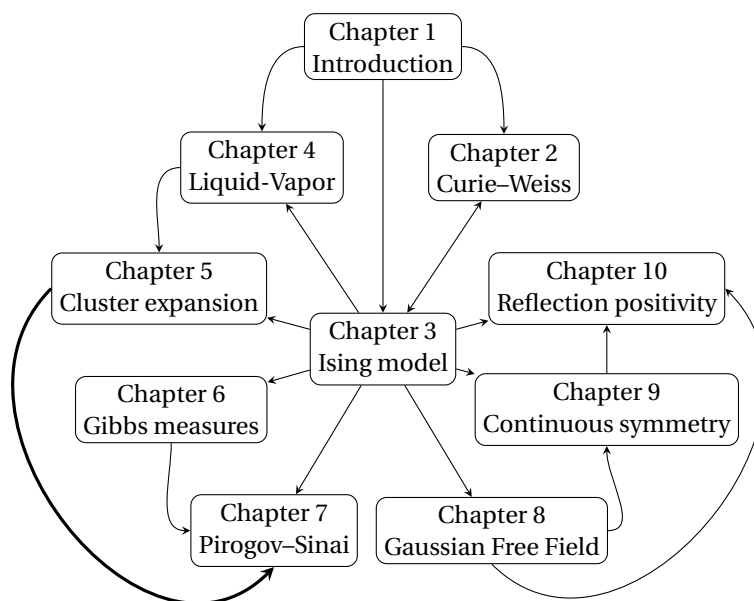 Chapter 1
Introduction
Chapter 4
Liquid-Vapor
Chapter 2
Curie–Weiss
Chapter 5
Cluster expansion
Chapter 10
Reflection positivity
Chapter 3
Ising model
Chapter 6
Gibbs measures
Chapter 9
Continuous symmetry
Chapter 7
Pirogov–Sinai
Chapter 8
Gaussian Free Field